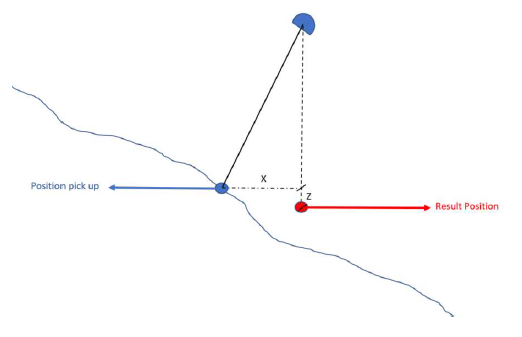 X
Position pick up
Z
Result Position